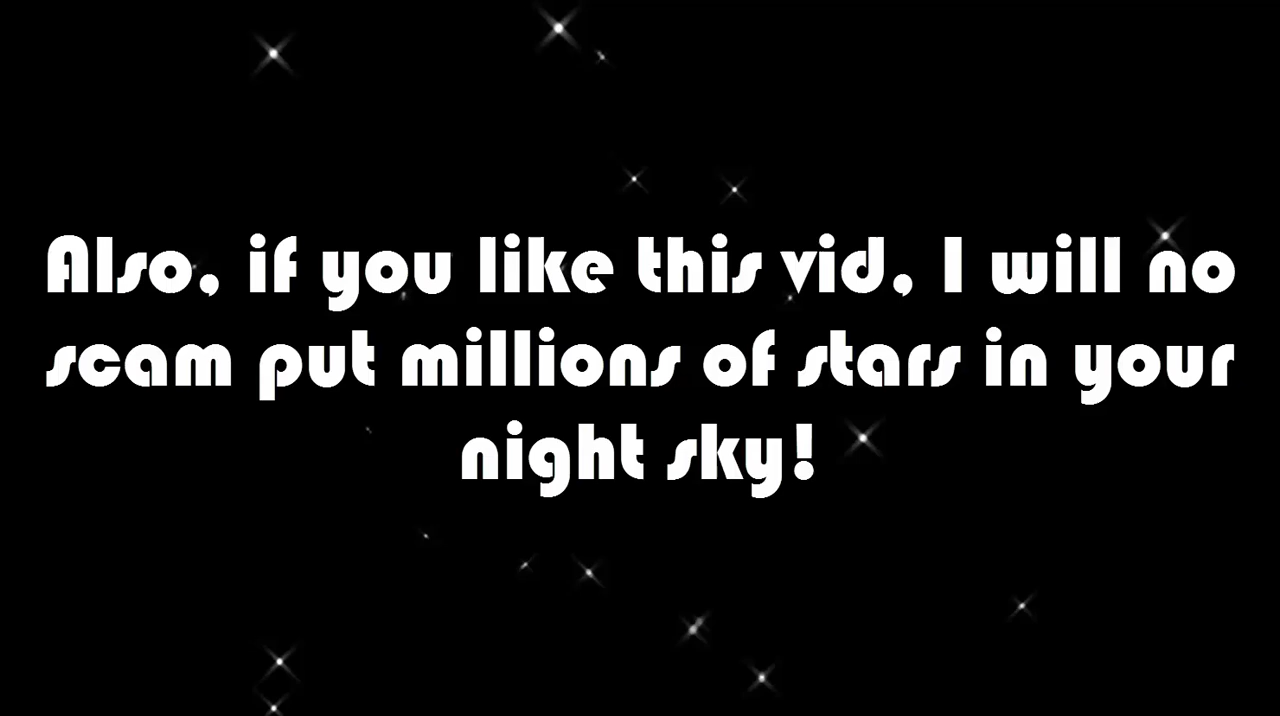 Also, if you like this vid, I will no
scam put millions of stars in your
night sky!